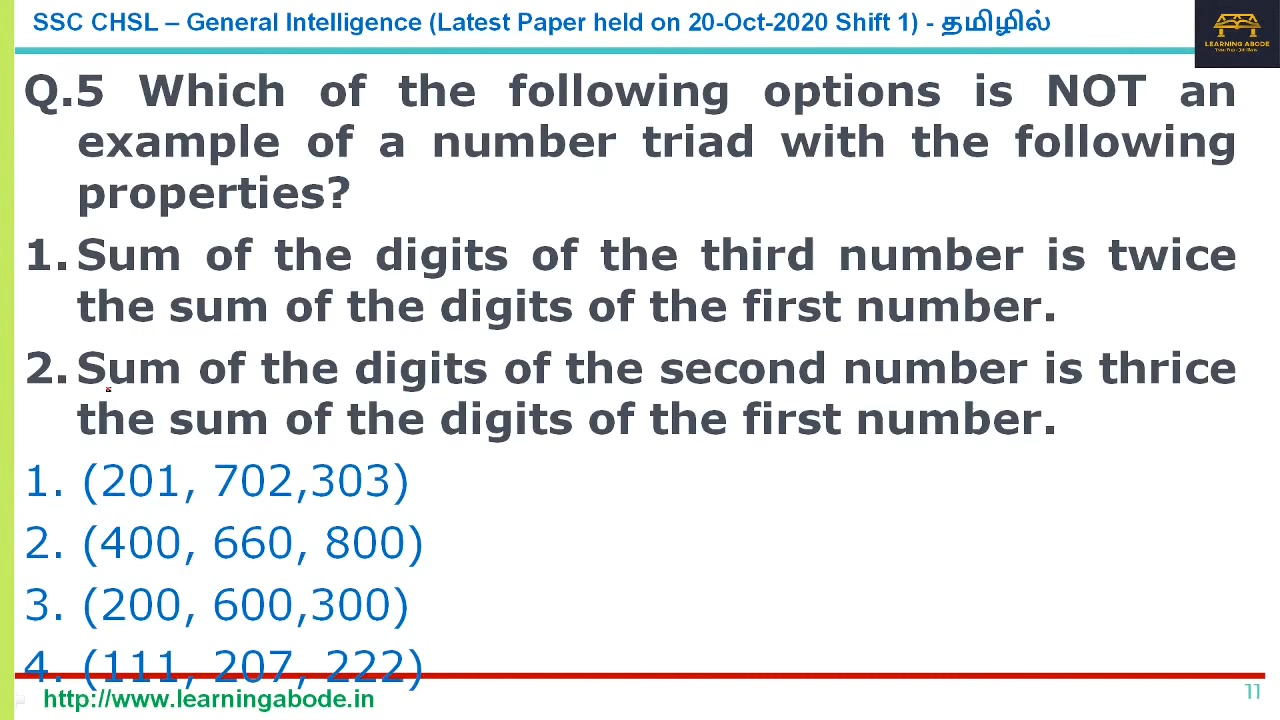 SSC CHSL – General Intelligence (Latest Paper held on 20-Oct-2020 Shift 1) - தமிழில்
LEARNING ABODE
Q.5 Which of the following options is NOT an
example of a number triad with the following
properties?
1. Sum of the digits of the third number is twice
the sum of the digits of the first number.
2. Sum of the digits of the second number is thrice
the sum of the digits of the first number.
1. (201, 702,303)
2. (400, 660, 800)
3. (200, 600,300)
4. (111, 207, 222)
http://www.learningabode.in
11